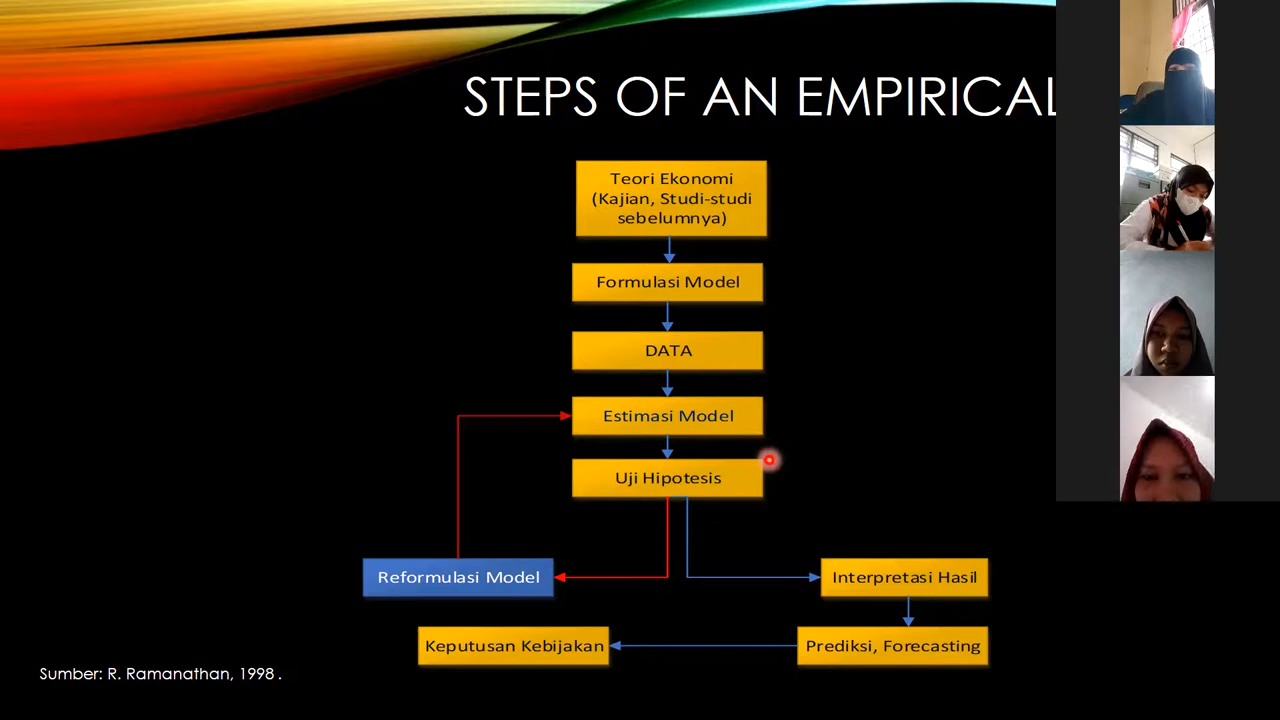 STEPS OF AN EMPIRICAL
Teori Ekonomi
(Kajian, Studi-studi
sebelumnya)
Formulasi Model
DATA
Estimasi Model
Uji Hipotesis
Reformulasi Model
Interpretasi Hasil
Keputusan Kebijakan
Prediksi, Forecasting
Sumber: R. Ramanathan, 1998 .